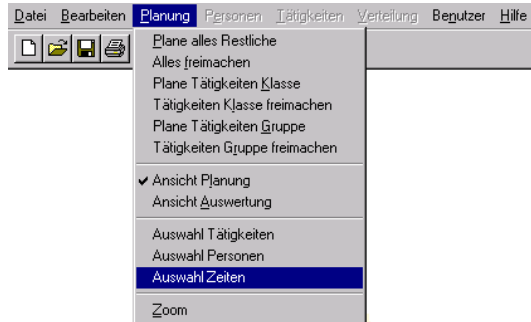 Datei Bearbeiten Planung Personen Tätigkeiten Verteilung Benutzer Hilfe
Plane alles Restliche
Alles freimachen
Plane Tätigkeiten Klasse
Tätigkeiten Klasse freimachen
Plane Tätigkeiten Gruppe
Tätigkeiten Gruppe freimachen
Ansicht Planung
Ansicht Auswertung
Auswahl Tätigkeiten
Auswahl Personen
Auswahl Zeiten
Zoom